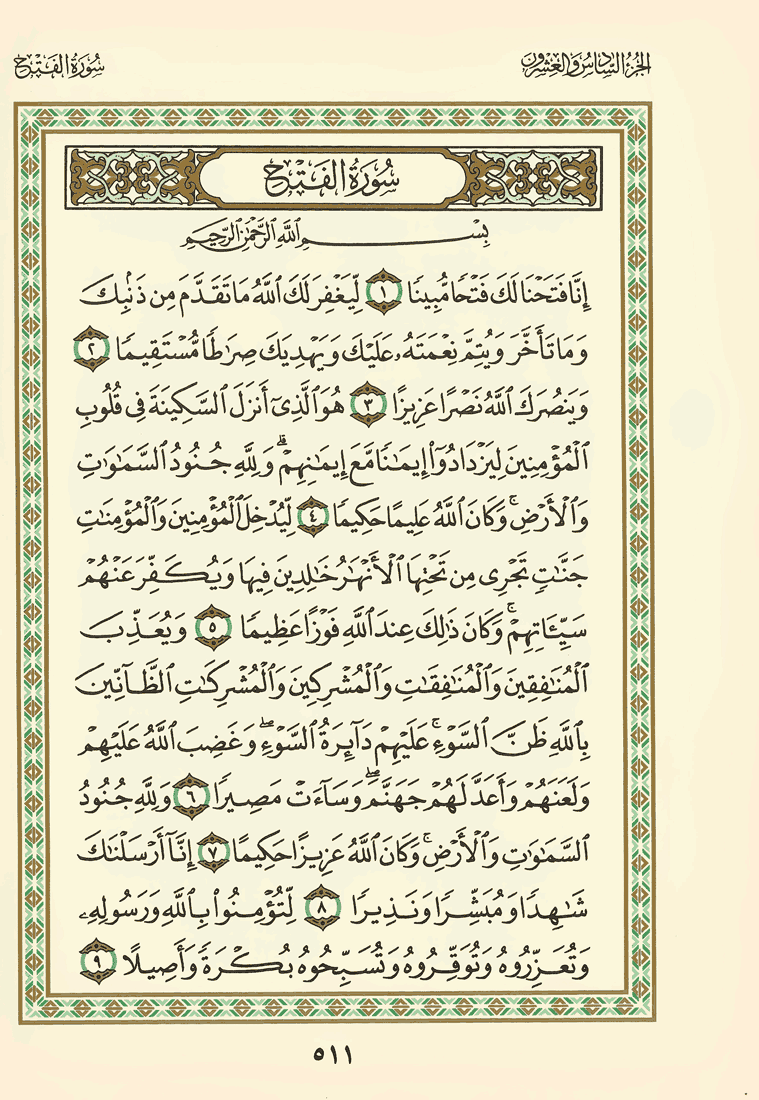 الجزء السادس والعشرون
سورة الفتح
سُورَةُ الفَتْحِ
بِسْمِ اللَّهِ الرَّحْمَٰنِ الرَّحِيمِ
إِنَّا فَتَحْنَا لَكَ فَتْحًا مُّبِينًا ١ لِّيَغْفِرَ لَكَ ٱللَّهُ مَا تَقَدَّمَ مِن ذَنۢبِكَ
وَمَا تَأَخَّرَ وَيُتِمَّ نِعْمَتَهُۥ عَلَيْكَ وَيَهْدِيَكَ صِرَٰطًا مُّسْتَقِيمًا ٢
وَيَنصُرَكَ ٱللَّهُ نَصْرًا عَزِيزًا ٣ هُوَ ٱلَّذِىٓ أَنزَلَ ٱلسَّكِينَةَ فِى قُلُوبِ
ٱلْمُؤْمِنِينَ لِيَزْدَادُوٓا۟ إِيمَٰنًا مَّعَ إِيمَٰنِهِمْ ۗ وَلِلَّهِ جُنُودُ ٱلسَّمَٰوَٰتِ
وَٱلْأَرْضِ ۚ وَكَانَ ٱللَّهُ عَلِيمًا حَكِيمًا ٤ لِّيُدْخِلَ ٱلْمُؤْمِنِينَ وَٱلْمُؤْمِنَٰتِ
جَنَّٰتٍ تَجْرِى مِن تَحْتِهَا ٱلْأَنْهَٰرُ خَٰلِدِينَ فِيهَا وَيُكَفِّرَ عَنْهُمْ
سَيِّـَٔاتِهِمْ ۚ وَكَانَ ذَٰلِكَ عِندَ ٱللَّهِ فَوْزًا عَظِيمًا ٥ وَيُعَذِّبَ
ٱلْمُنَٰفِقِينَ وَٱلْمُنَٰفِقَٰتِ وَٱلْمُشْرِكِينَ وَٱلْمُشْرِكَٰتِ ٱلظَّآنِّينَ
بِٱللَّهِ ظَنَّ ٱلسَّوْءِ ۚ عَلَيْهِمْ دَآئِرَةُ ٱلسَّوْءِ ۖ وَغَضِبَ ٱللَّهُ عَلَيْهِمْ
وَلَعَنَهُمْ وَأَعَدَّ لَهُمْ جَهَنَّمَ ۖ وَسَآءَتْ مَصِيرًا ٦ وَلِلَّهِ جُنُودُ
ٱلسَّمَٰوَٰتِ وَٱلْأَرْضِ ۚ وَكَانَ ٱللَّهُ عَزِيزًا حَكِيمًا ٧ إِنَّآ أَرْسَلْنَٰكَ
شَٰهِدًا وَمُبَشِّرًا وَنَذِيرًا ٨ لِّتُؤْمِنُوا۟ بِٱللَّهِ وَرَسُولِهِۦ
وَتُعَزِّرُوهُ وَتُوَقِّرُوهُ وَتُسَبِّحُوهُ بُكْرَةً وَأَصِيلًا ٩
٥١١